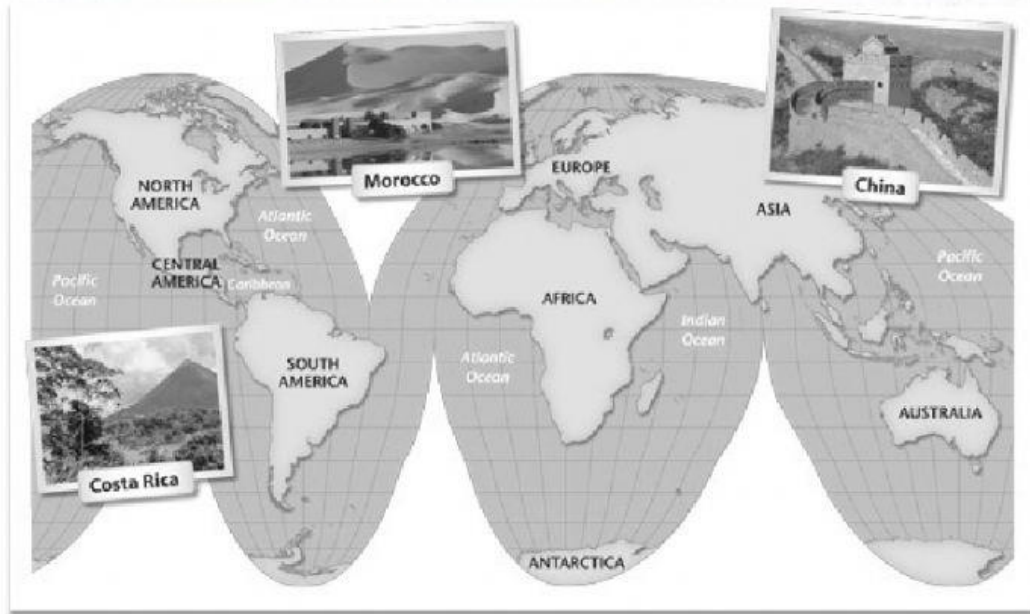 Morocco
China
EUROPE
NORTH
AMERICA
ASIA
Atlantic
Ocean
CENTRAL
AMERICA
Caribbean
Pacific
Ocean
Pacific
Ocean
AFRICA
Indian
Ocean
SOUTH
AMERICA
Atlantic
Ocean
AUSTRALIA
Costa Rica
ANTARCTICA